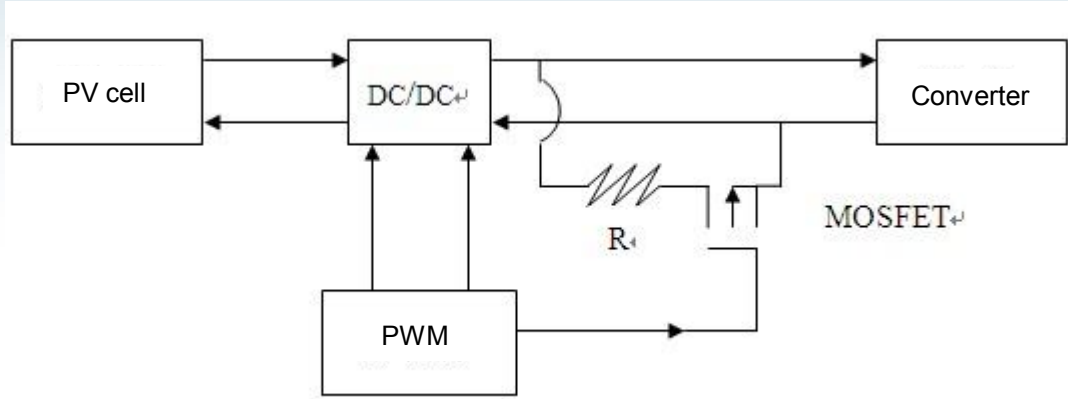 PV cell
DC/DC↵
Converter
R↵
MOSFET↵
PWM